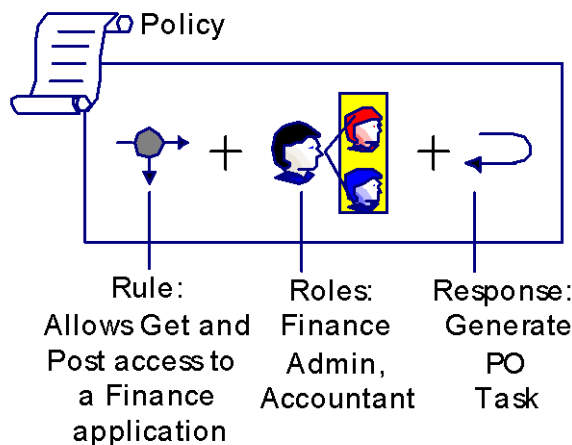 Policy
+
+
Rule:
Allows Get and
Post access to
a Finance
application
Roles:
Finance
Admin,
Accountant
Response:
Generate
PO
Task